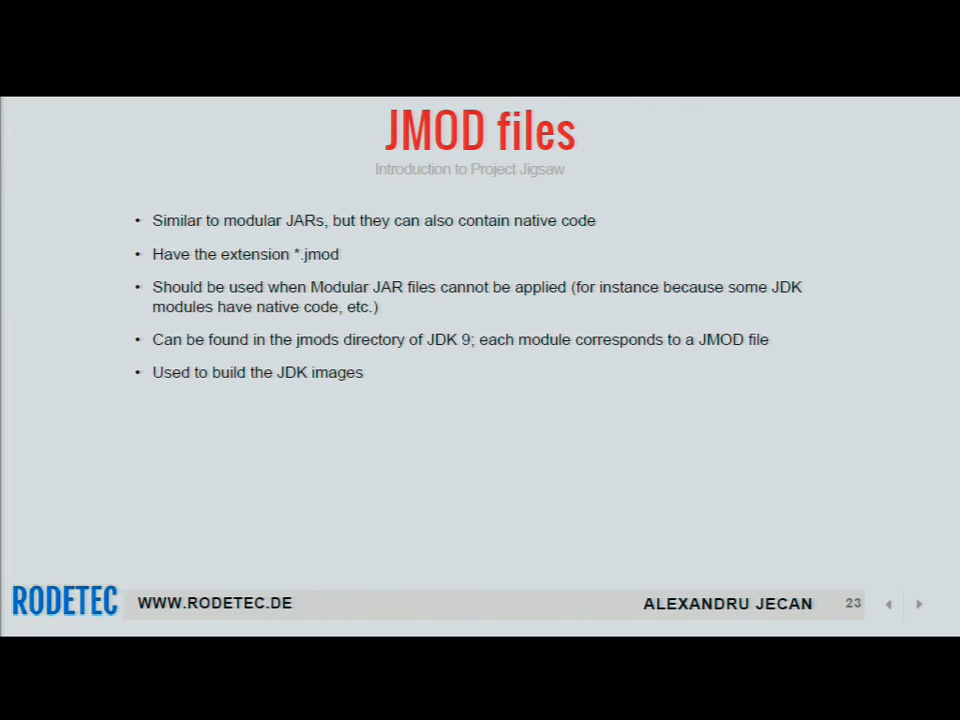 JMOD files
Introduction to Project Jigsaw
• Similar to modular JARs, but they can also contain native code
• Have the extension *.jmod
• Should be used when Modular JAR files cannot be applied (for instance because some JDK
modules have native code, etc.)
• Can be found in the jmods directory of JDK 9; each module corresponds to a JMOD file
• Used to build the JDK images
RODETEC WWW.RODETEC.DE ALEXANDRU JECAN 23